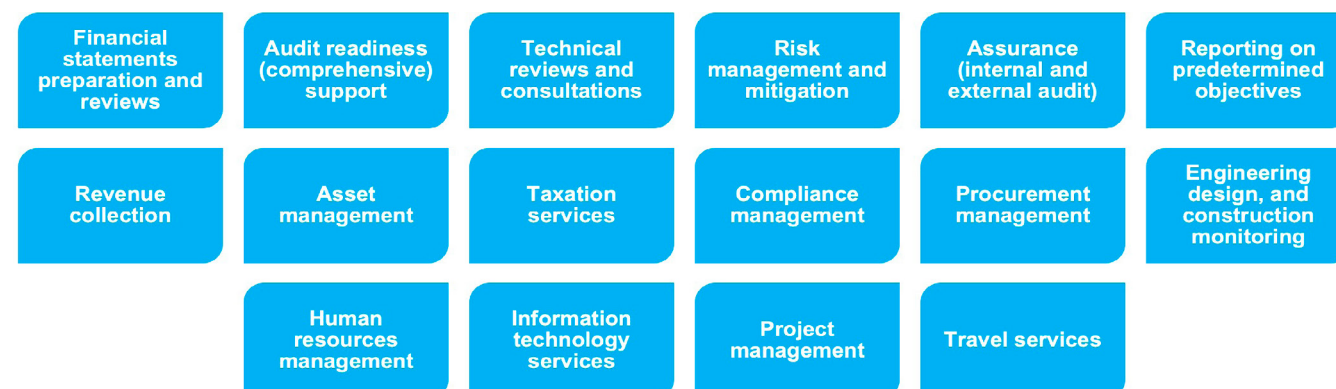 Financial
statements
preparation and
reviews
Audit readiness
(comprehensive)
support
Technical
reviews and
consultations
Risk
management and
mitigation
Assurance
(internal and
external audit)
Reporting on
predetermined
objectives
Revenue
collection
Asset
management
Taxation
services
Compliance
management
Procurement
management
Engineering
design, and
construction
monitoring
Human
resources
management
Information
technology
services
Project
management
Travel services